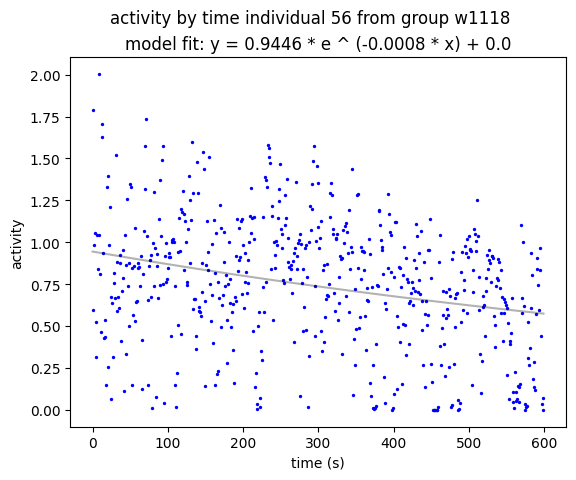 activity by time individual 56 from group w1118
model fit: y = 0.9446 * e ^ (-0.0008 * x) + 0.0
2.00
1.75
1.50
1.25
1.00
0.75
0.50
0.25
0.00
activity
0 100 200 300 400 500 600
time (s)